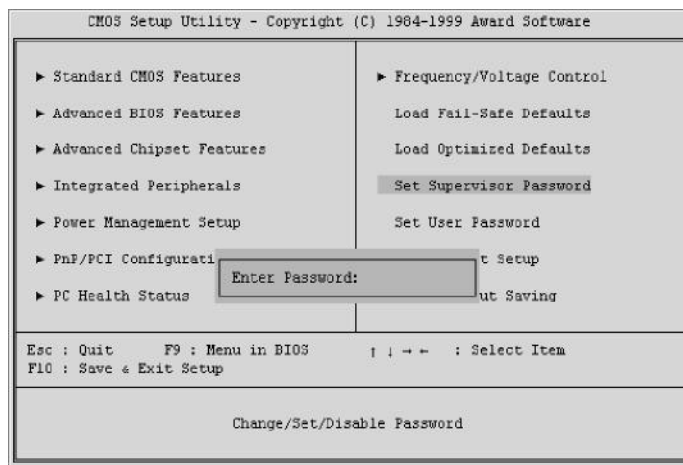 CMOS Setup Utility - Copyright (C) 1984-1999 Award Software
► Standard CMOS Features
► Advanced BIOS Features
► Advanced Chipset Features
► Integrated Peripherals
► Power Management Setup
► PnP/PCI Configurati
► PC Health Status
► Frequency/Voltage Control
Load Fail-Safe Defaults
Load Optimized Defaults
Set Supervisor Password
Set User Password
t Setup
ut Saving
Enter Password:
Esc : Quit F9 : Menu in BIOS ↑ ↓ → ← : Select Item
F10 : Save & Exit Setup
Change/Set/Disable Password